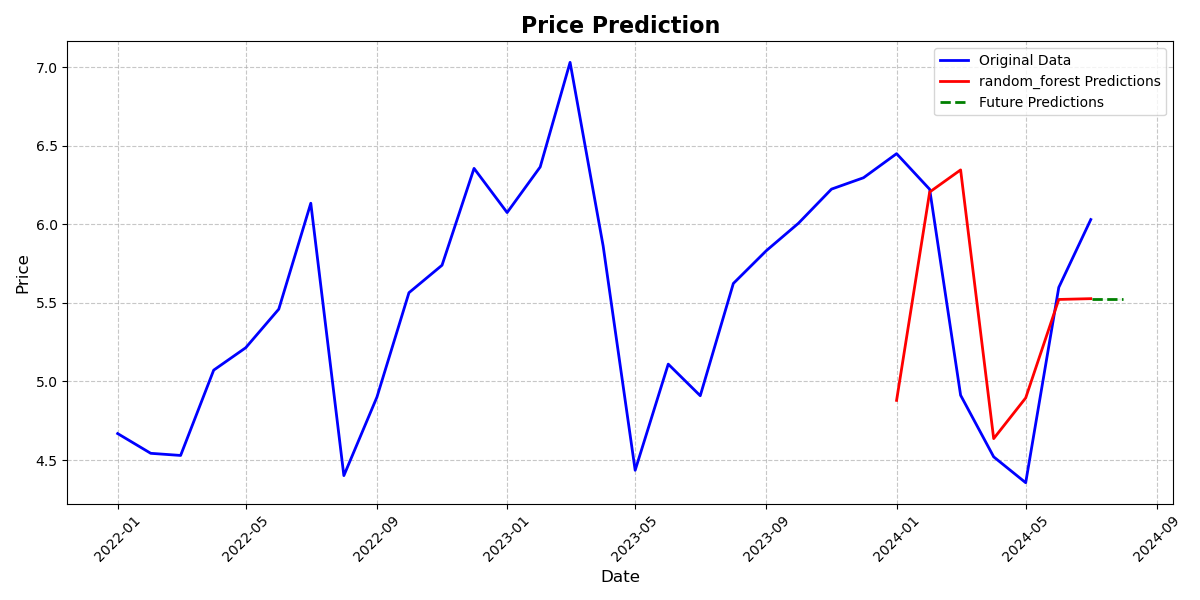 Price Prediction
Original Data
random_forest Predictions
Future Predictions
Price
7.0
6.5
6.0
5.5
5.0
4.5
2022-01
2022-05
2022-09
2023-01
2023-05
2023-09
2024-01
2024-05
2024-09
Date